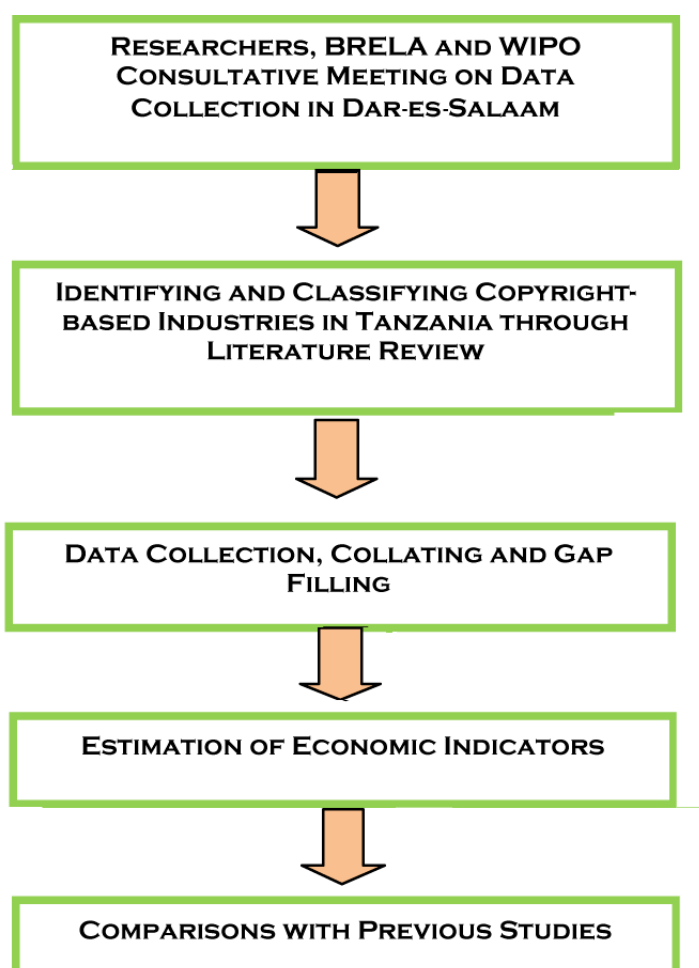 RESEARCHERS, BRELA AND WIPO
CONSULTATIVE MEETING ON DATA
COLLECTION IN DAR-ES-SALAAM
IDENTIFYING AND CLASSIFYING COPYRIGHT-
BASED INDUSTRIES IN TANZANIA THROUGH
LITERATURE REVIEW
DATA COLLECTION, COLLATING AND GAP
FILLING
ESTIMATION OF ECONOMIC INDICATORS
COMPARISONS WITH PREVIOUS STUDIES